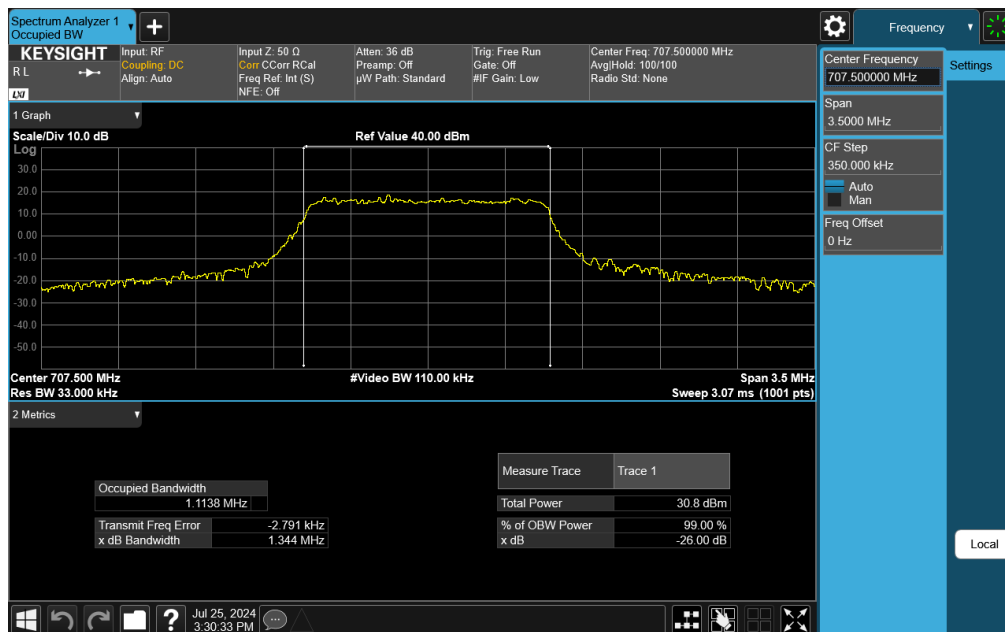 Spectrum Analyzer 1
Occupied BW
Frequency
KEYSIGHT
R L
LXI
Input: RF
Coupling: DC
Align: Auto
Input Z: 50 Ω
Corr CCorr RCal
Freq Ref: Int (S)
NFE: Off
Atten: 36 dB
Preamp: Off
µW Path: Standard
Trig: Free Run
Gate: Off
#IF Gain: Low
Center Freq: 707.500000 MHz
Avg|Hold: 100/100
Radio Std: None
Center Frequency
707.500000 MHz
Settings
Span
3.5000 MHz
CF Step
350.000 kHz
Auto
Man
Freq Offset
0 Hz
Local
1 Graph
Scale/Div 10.0 dB
Ref Value 40.00 dBm
Log
30.0
20.0
10.0
0.00
-10.0
-20.0
-30.0
-40.0
-50.0
Center 707.500 MHz
#Video BW 110.00 kHz
Span 3.5 MHz
Res BW 33.000 kHz
Sweep 3.07 ms (1001 pts)
2 Metrics
Occupied Bandwidth
1.1138 MHz
Transmit Freq Error -2.791 kHz
x dB Bandwidth 1.344 MHz
Measure Trace Trace 1
Total Power 30.8 dBm
% of OBW Power 99.00 %
x dB -26.00 dB
Jul 25, 2024
3:30:33 PM